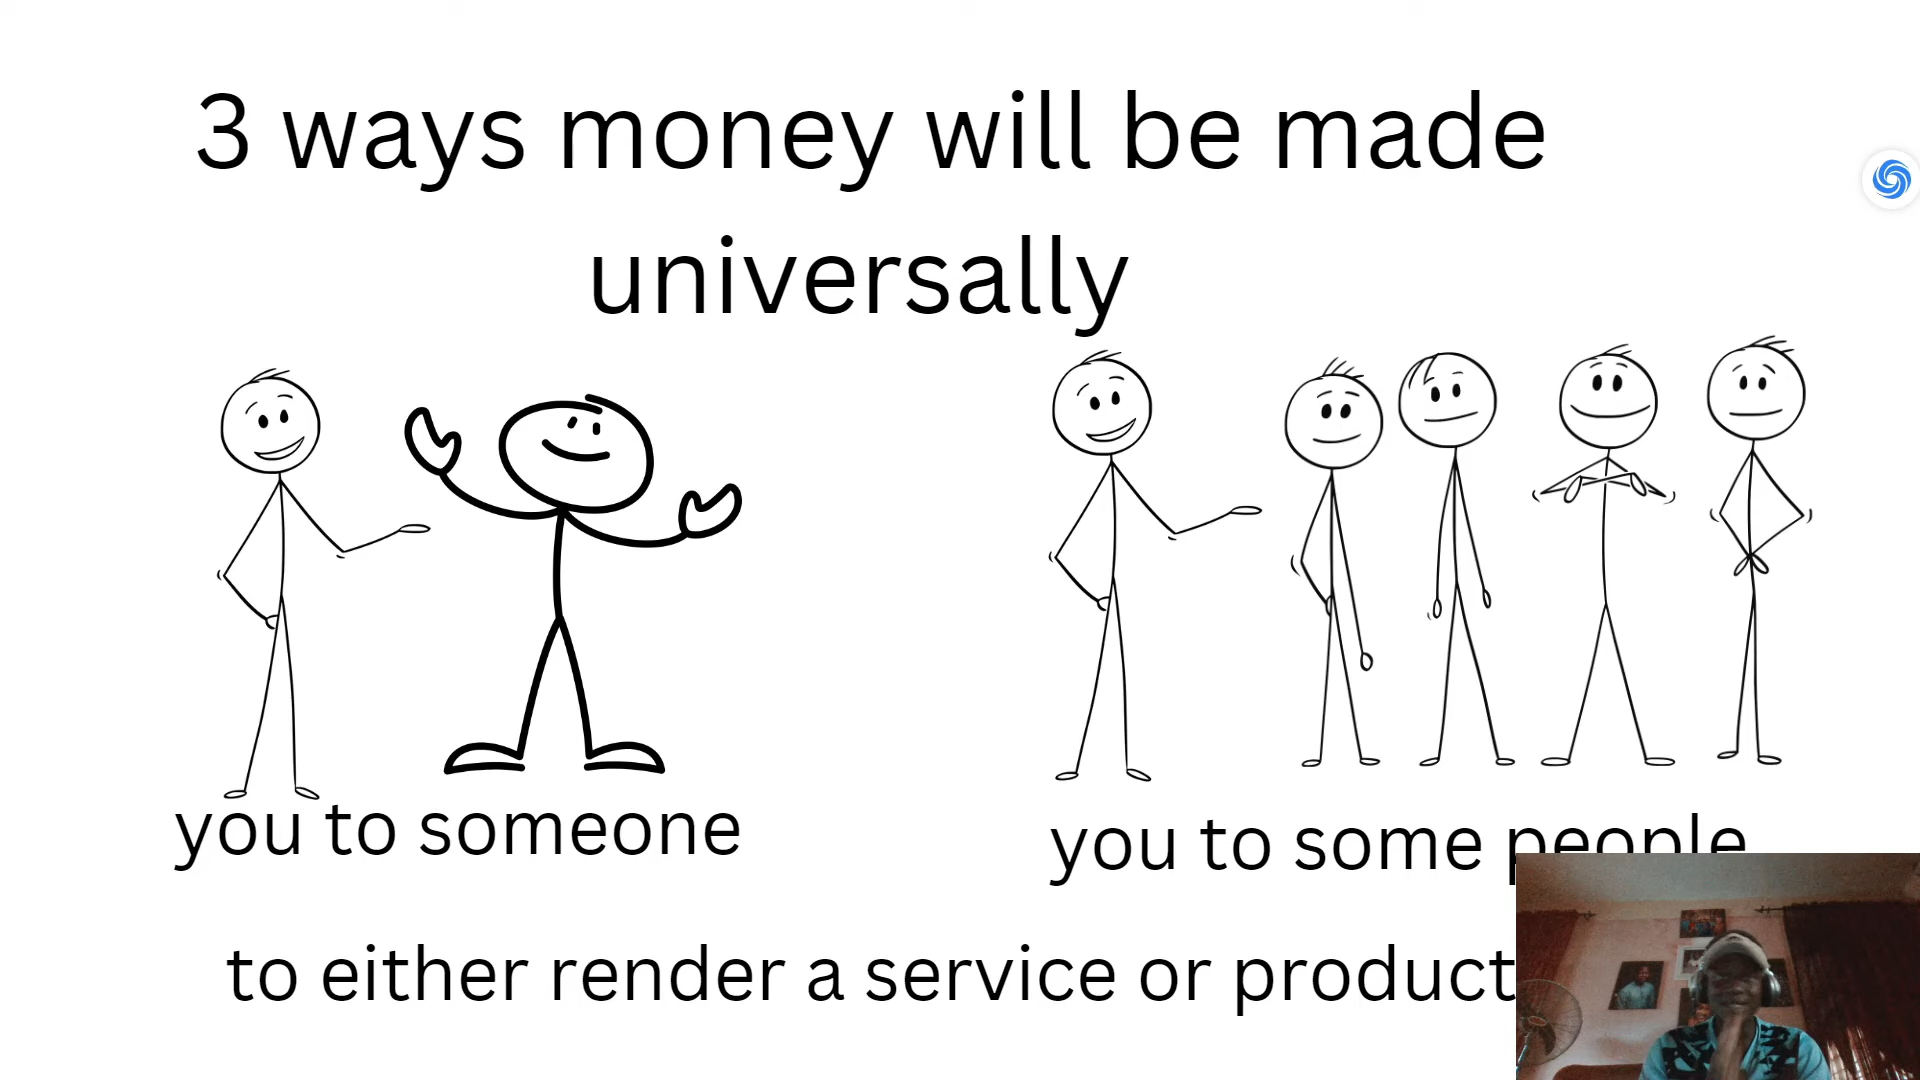 3 ways money will be made
universally
you to someone
you to some people
to either render a service or product